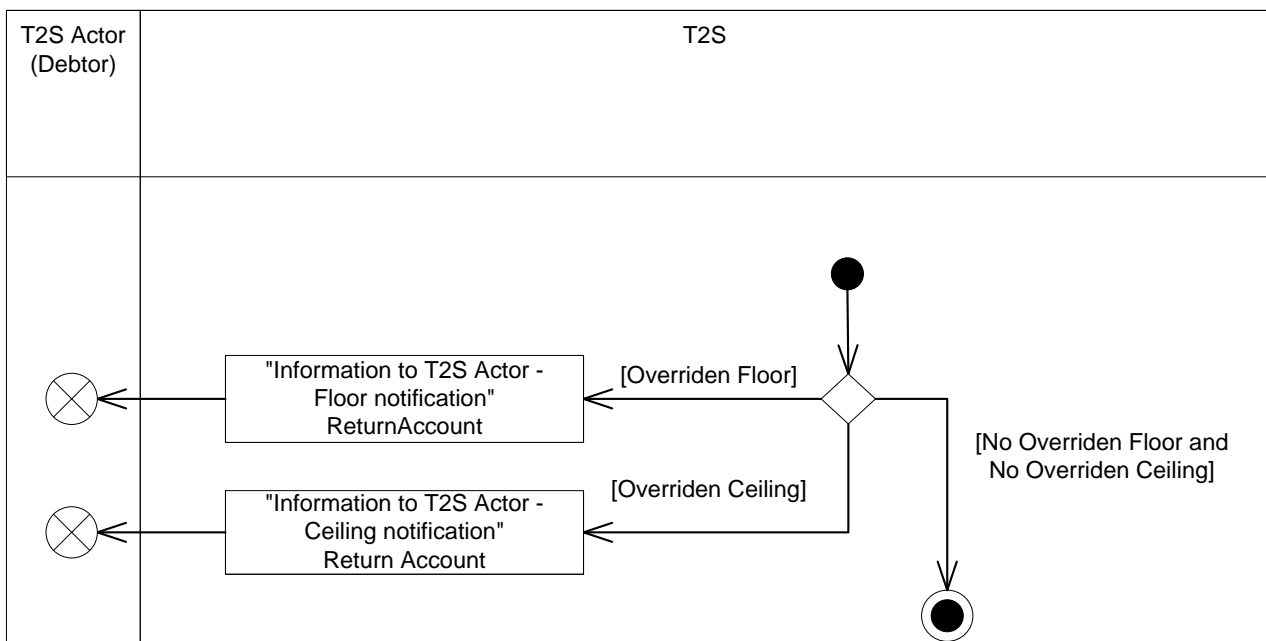 T2S Actor
(Debtor)
T2S
"Information to T2S Actor -
Floor notification"
ReturnAccount
[Overriden Floor]
[No Overriden Floor and
No Overriden Ceiling]
"Information to T2S Actor -
Ceiling notification"
Return Account
[Overriden Ceiling]